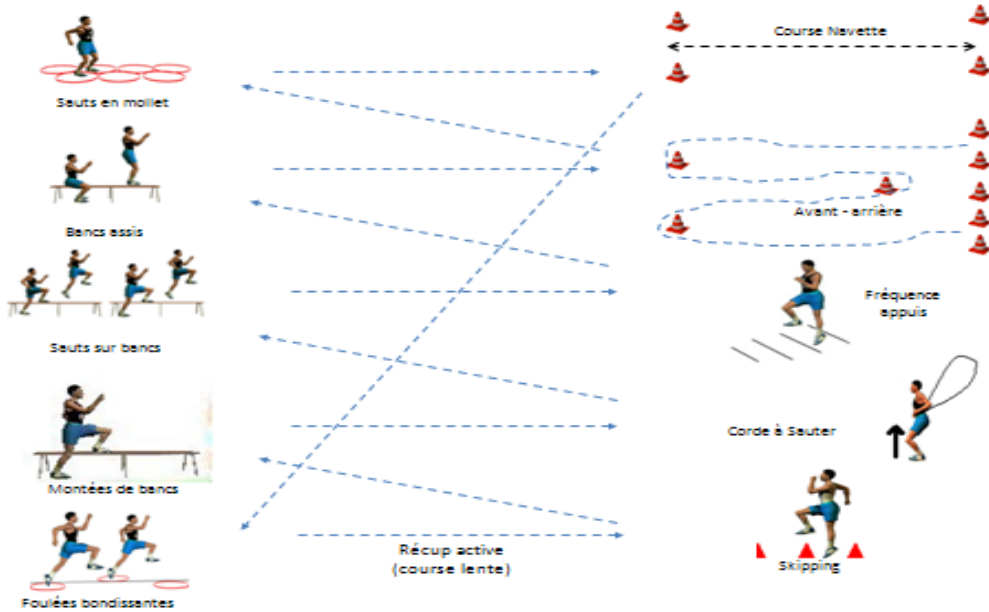 Course Navette
Sauts en mollet
Avant - arrière
Bancs assis
Fréquence
appuis
Sauts sur bancs
Corde à Sauter
Montées de bancs
Récup active
(course lente)
Skipping
Foulées bondissantes